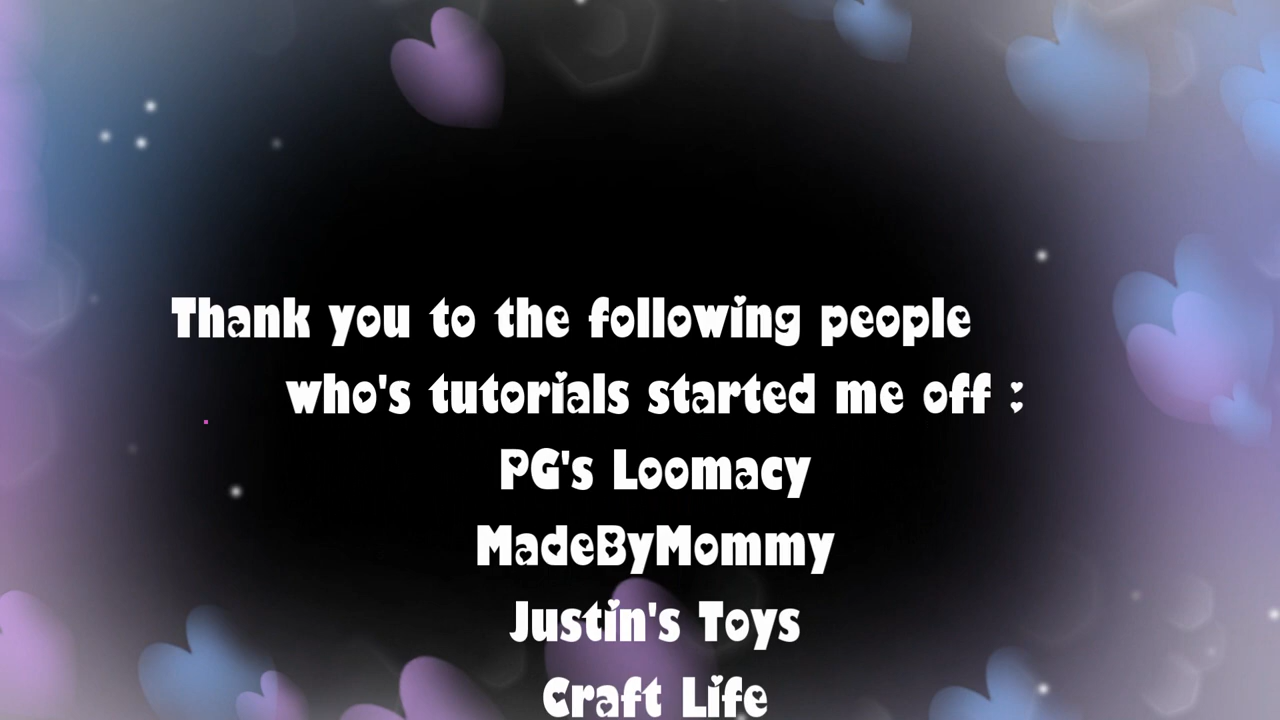 Thank you to the following people
who's tutorials started me off :
PG's Loomacy
MadeByMommy
Justin's Toys
Craft Life